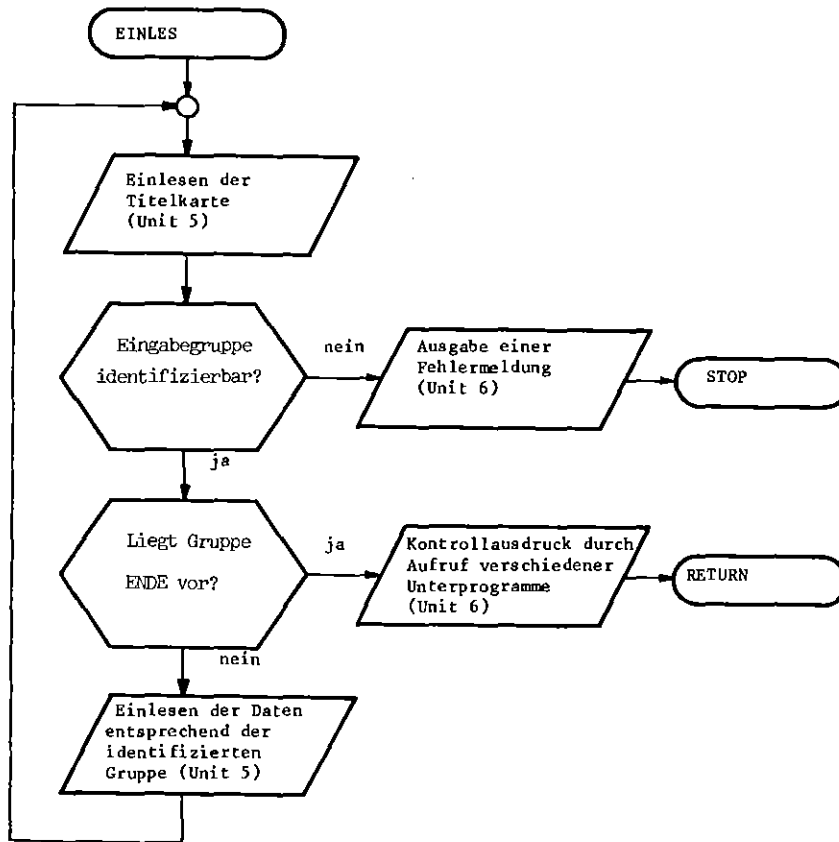 EINLES
Einlesen der
Titelkarte
(Unit 5)
Eingabegruppe
identifizierbar?
nein
Ausgabe einer
Fehlermeldung
(Unit 6)
STOP
ja
Liegt Gruppe
ENDE vor?
ja
Kontrollausdruck durch
Aufruf verschiedener
Unterprogramme
(Unit 6)
RETURN
nein
Einlesen der Daten
entsprechend der
identifizierten
Gruppe (Unit 5)